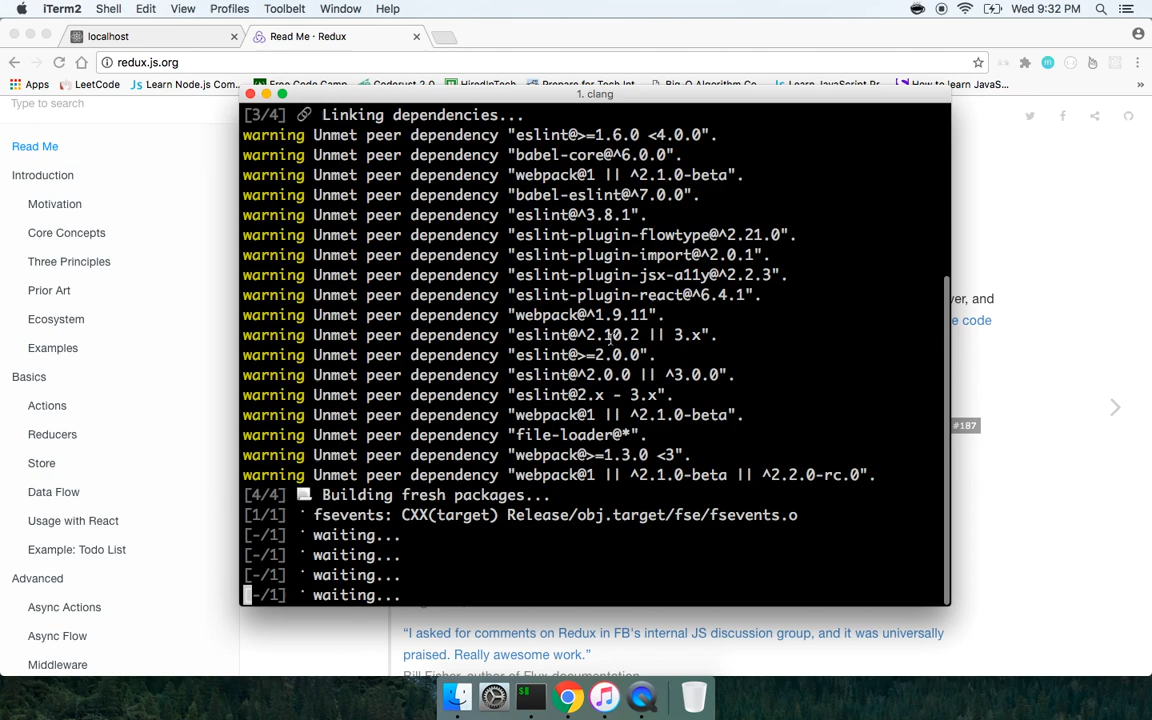 iTerm2 Shell Edit View Profiles Toolbelt Window Help Wed 9:32 PM
localhost Read Me · Redux
redux.js.org
Apps LeetCode Learn Node.js Com... Free Code Camp Coderust 2.0 HiredInTech Prepare for Tech Int Big-O Algorithm Co Learn JavaScript Pr How to learn JavaScript
Type to search
1. clang
Read Me
Introduction
Motivation
Core Concepts
Three Principles
Prior Art
Ecosystem
Examples
Basics
Actions
Reducers
Store
Data Flow
Usage with React
Example: Todo List
Advanced
Async Actions
Async Flow
Middleware
[3/4] 🔗 Linking dependencies...
warning Unmet peer dependency "eslint@>=1.6.0 <4.0.0".
warning Unmet peer dependency "babel-core@^6.0.0".
warning Unmet peer dependency "webpack@1 || ^2.1.0-beta".
warning Unmet peer dependency "babel-eslint@^7.0.0".
warning Unmet peer dependency "eslint@^3.8.1".
warning Unmet peer dependency "eslint-plugin-flowtype@^2.21.0".
warning Unmet peer dependency "eslint-plugin-import@^2.0.1".
warning Unmet peer dependency "eslint-plugin-jsx-a11y@^2.2.3".
warning Unmet peer dependency "eslint-plugin-react@^6.4.1".
warning Unmet peer dependency "webpack@^1.9.11".
warning Unmet peer dependency "eslint@^2.10.2 || 3.x".
warning Unmet peer dependency "eslint@>=2.0.0".
warning Unmet peer dependency "eslint@^2.0.0 || ^3.0.0".
warning Unmet peer dependency "eslint@2.x - 3.x".
warning Unmet peer dependency "webpack@1 || ^2.1.0-beta".
warning Unmet peer dependency "file-loader@*".
warning Unmet peer dependency "webpack@>=1.3.0 <3".
warning Unmet peer dependency "webpack@1 || ^2.1.0-beta || ^2.2.0-rc.0".
[4/4] 📃 Building fresh packages...
[1/1] ⠁ fsevents: CXX(target) Release/obj.target/fse/fsevents.o
[-/1] ⠁ waiting...
[-/1] ⠁ waiting...
[-/1] ⠁ waiting...
[-/1] ⠁ waiting...
ver, and
e code
#187
"I asked for comments on Redux in FB's internal JS discussion group, and it was universally
praised. Really awesome work."
Bill Fisher, author of Flux documentation